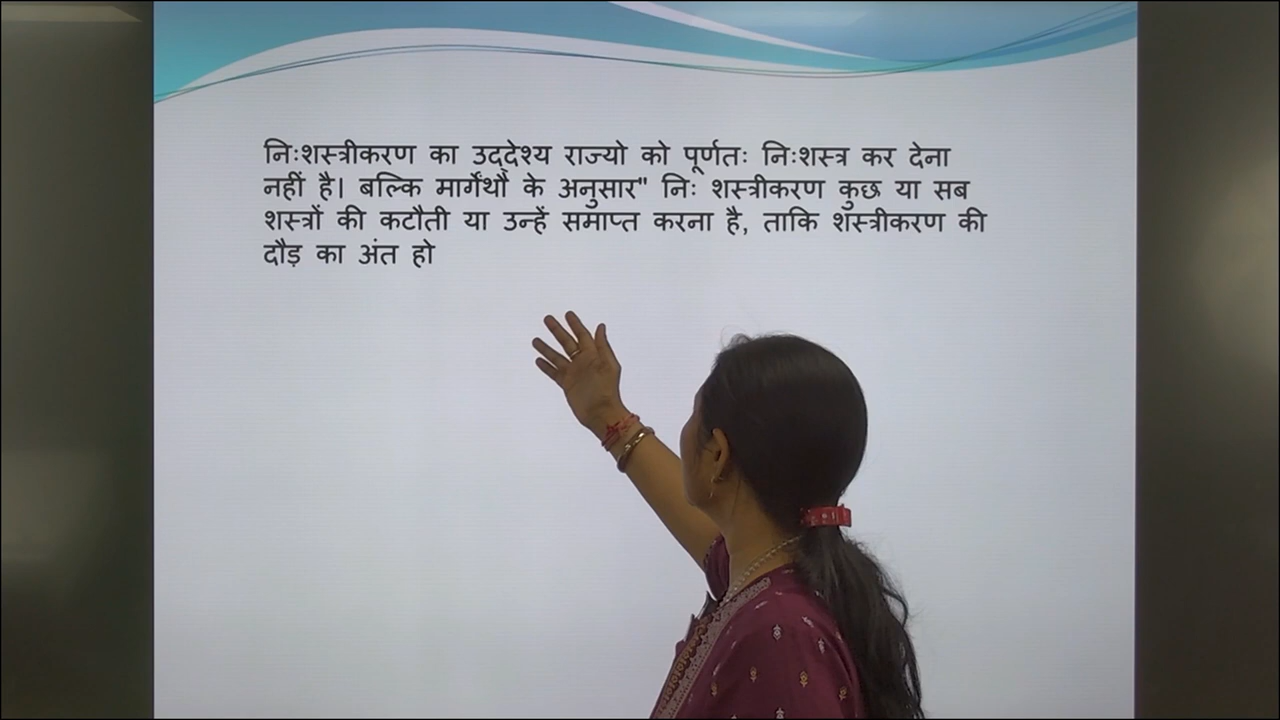 निःशस्त्रीकरण का उद्देश्य राज्यो को पूर्णतः निःशस्त्र कर देना
नहीं है। बल्कि मार्गेंथौ के अनुसार" निः शस्त्रीकरण कुछ या सब
शस्त्रों की कटौती या उन्हें समाप्त करना है, ताकि शस्त्रीकरण की
दौड़ का अंत हो